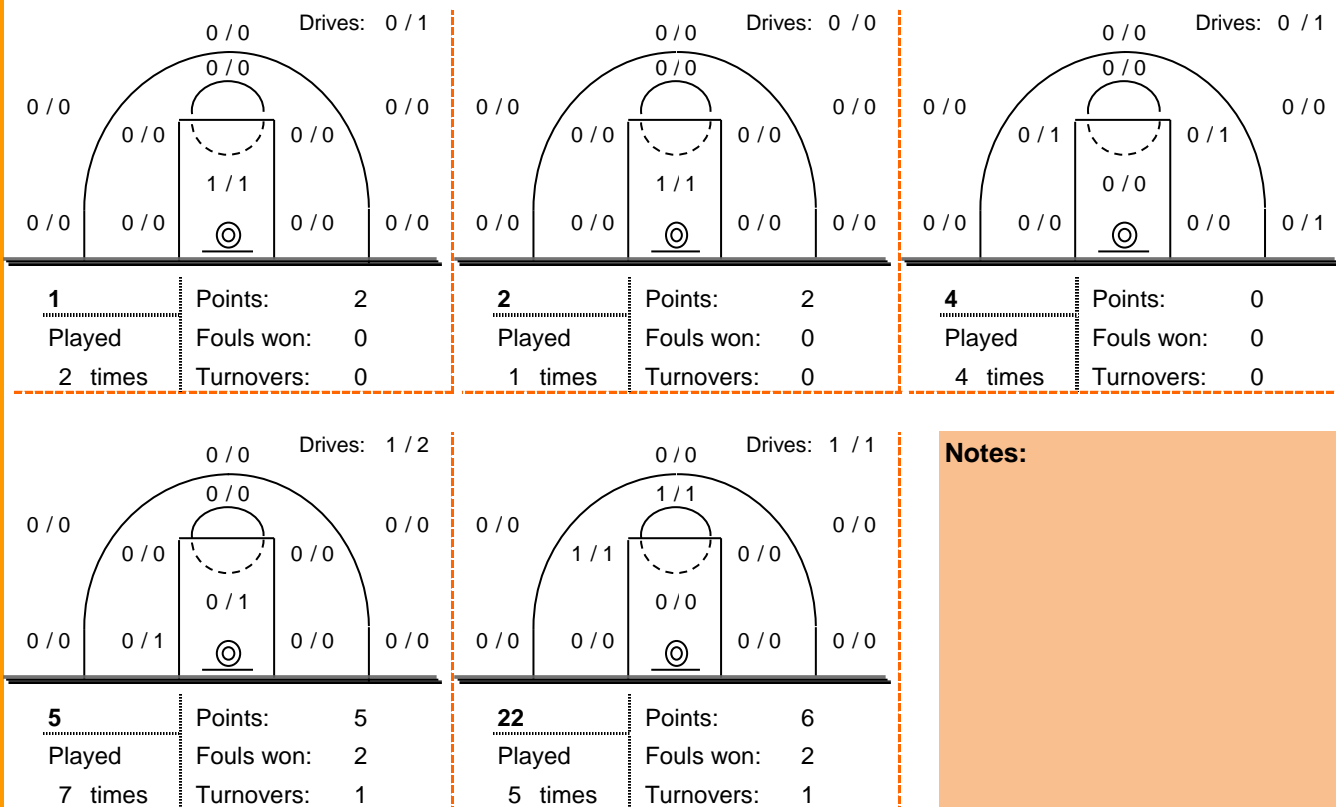 0 / 0 Drives: 0 / 1
0 / 0
0 / 0 0 / 0
0 / 0 0 / 0
1 / 1
0 / 0 0 / 0 0 / 0 0 / 0
1 Points: 2
Played Fouls won: 0
2 times Turnovers: 0
0 / 0 Drives: 0 / 0
0 / 0
0 / 0 0 / 0
0 / 0 0 / 0
1 / 1
0 / 0 0 / 0 0 / 0 0 / 0
2 Points: 2
Played Fouls won: 0
1 times Turnovers: 0
0 / 0 Drives: 0 / 1
0 / 0
0 / 0 0 / 0
0 / 1 0 / 1
0 / 0
0 / 0 0 / 0 0 / 0 0 / 1
4 Points: 0
Played Fouls won: 0
4 times Turnovers: 0
0 / 0 Drives: 1 / 2
0 / 0
0 / 0 0 / 0
0 / 0 0 / 0
0 / 1
0 / 0 0 / 1 0 / 0 0 / 0
5 Points: 5
Played Fouls won: 2
7 times Turnovers: 1
0 / 0 Drives: 1 / 1
1 / 1
0 / 0 0 / 0
1 / 1 0 / 0
0 / 0
0 / 0 0 / 0 0 / 0 0 / 0
22 Points: 6
Played Fouls won: 2
5 times Turnovers: 1
Notes: